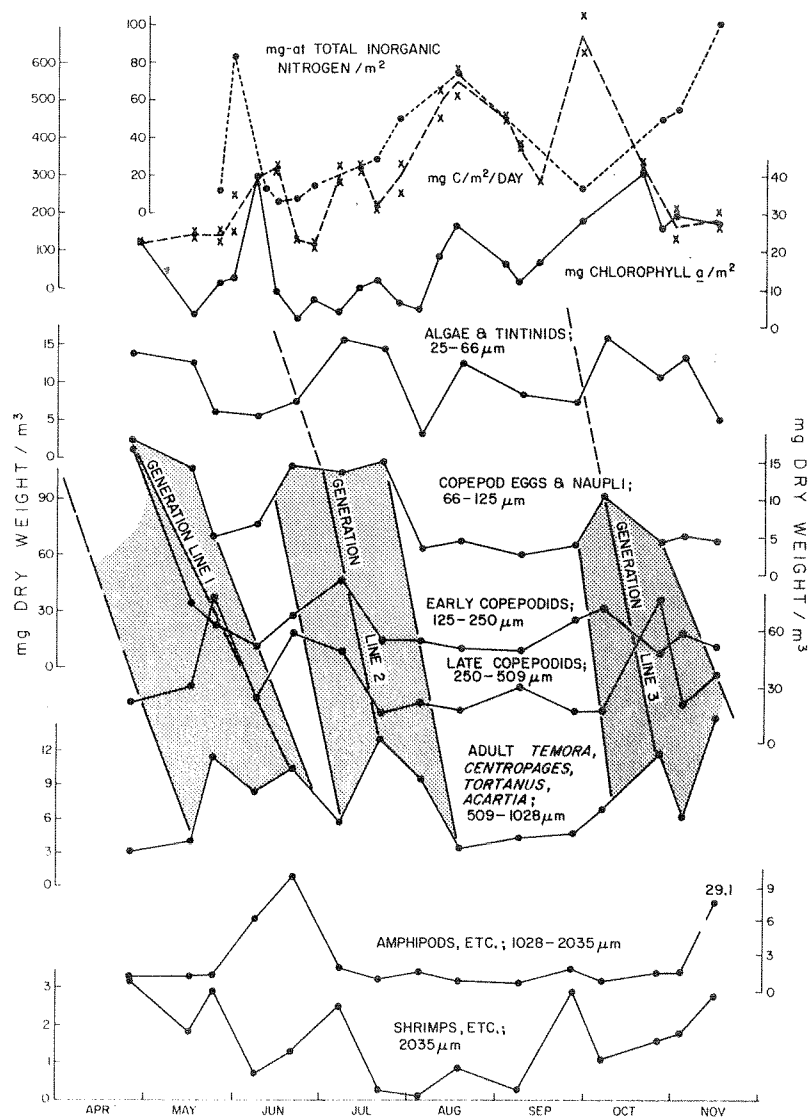 600
500
400
300
200
100
0
100
80
60
40
20
0
mg-at TOTAL INORGANIC
NITROGEN/m²
mg C/m²/DAY
40
30
20
10
0
mg CHLOROPHYLL a/m²
ALGAE & TINTINIDS;
25-66 µm
15
10
5
0
mg DRY WEIGHT / m³
mg DRY WEIGHT/m³
COPEPOD EGGS & NAUPLI;
66-125 µm
15
10
5
0
90
60
30
0
GENERATION LINE 1
GENERATION
LINE 2
GENERATION
LINE 3
EARLY COPEPODIDS;
125-250 µm
LATE COPEPODIDS;
250-509 µm
60
30
0
ADULT TEMORA,
CENTROPAGES,
TORTANUS,
ACARTIA;
509-1028 µm
12
9
6
3
0
29.1
9
6
3
0
AMPHIPODS, ETC.; 1028-2035 µm
3
2
1
0
SHRIMPS, ETC.;
2035 µm
APR MAY JUN JUL AUG SEP OCT NOV